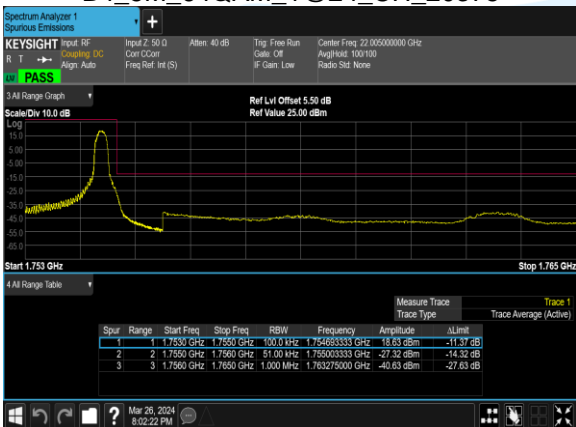 Spectrum Analyzer 1
Spurious Emissions
+
KEYSIGHT Input: RF Input Z: 50 Ω Atten: 40 dB Trig: Free Run Center Freq: 22.005000000 GHz
R T Coupling: DC Corr CCorr Gate: Off Avg|Hold: 100/100
Align: Auto Freq Ref: Int (S) IF Gain: Low Radio Std: None
PASS
3 All Range Graph
Ref Lvl Offset 5.50 dB
Scale/Div 10.0 dB Ref Value 25.00 dBm
Log
15.0
5.00
-5.00
-15.0
-25.0
-35.0
-45.0
-55.0
-65.0
Start 1.753 GHz Stop 1.765 GHz
4 All Range Table
Measure Trace Trace 1
Trace Type Trace Average (Active)
Spur Range Start Freq Stop Freq RBW Frequency Amplitude ΔLimit
1 1 1.7530 GHz 1.7550 GHz 100.0 kHz 1.754693333 GHz 18.63 dBm -11.37 dB
2 2 1.7550 GHz 1.7560 GHz 51.00 kHz 1.755003333 GHz -27.32 dBm -14.32 dB
3 3 1.7560 GHz 1.7650 GHz 1.000 MHz 1.763275000 GHz -40.63 dBm -27.63 dB
?
Mar 26, 2024
8:02:22 PM